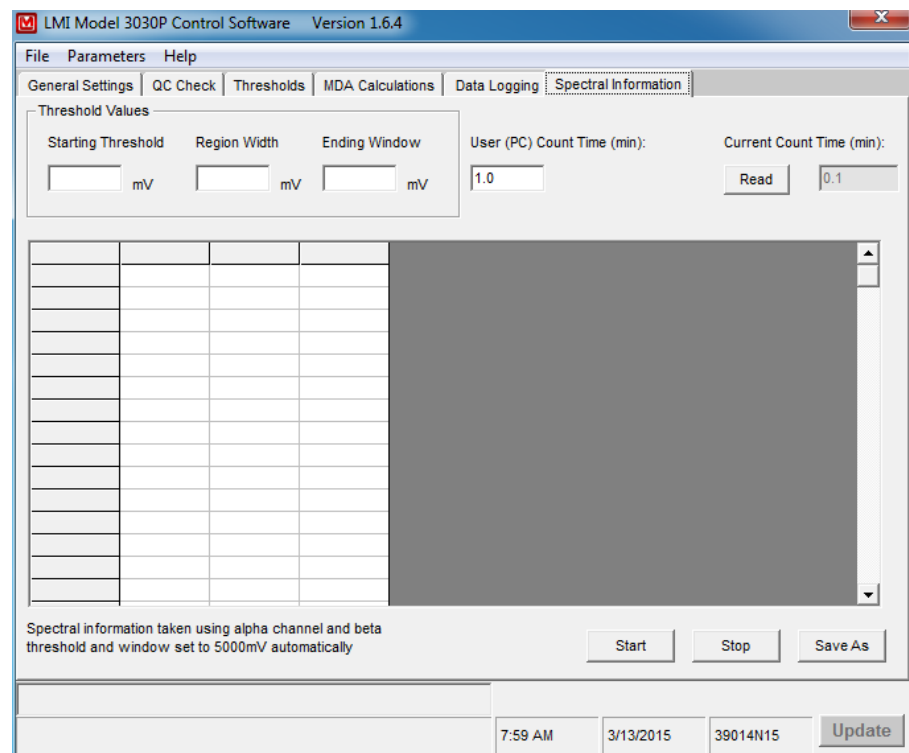 LMI Model 3030P Control Software Version 1.6.4
X
File Parameters Help
General Settings QC Check Thresholds MDA Calculations Data Logging Spectral Information
Threshold Values
Starting Threshold Region Width Ending Window User (PC) Count Time (min): Current Count Time (min):
mV mV mV 1.0 Read 0.1
Spectral information taken using alpha channel and beta
threshold and window set to 5000mV automatically
Start Stop Save As
7:59 AM 3/13/2015 39014N15 Update